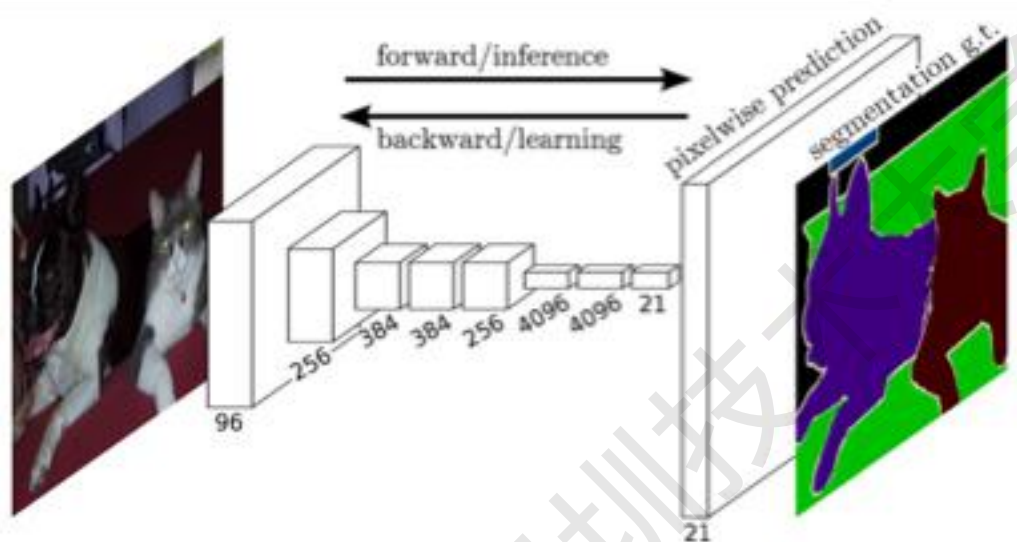 forward/inference
backward/learning
pixelwise prediction
segmentation g.t.
96
256
384
384
256
4096
4096
21
21